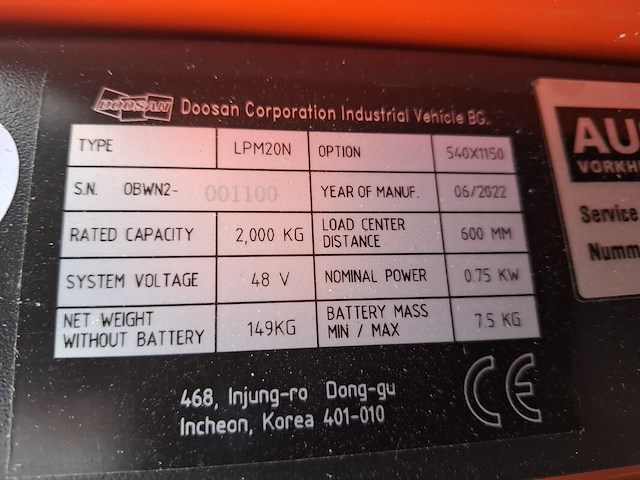 DOOSAN Doosan Corporation Industrial Vehicle BG.
TYPE LPM20N OPTION 540X1150
S.N. 0BWN2- 001100 YEAR OF MANUF. 06/2022
RATED CAPACITY 2,000 KG LOAD CENTER DISTANCE 600 MM
SYSTEM VOLTAGE 48 V NOMINAL POWER 0.75 KW
NET WEIGHT WITHOUT BATTERY 149KG BATTERY MASS MIN / MAX 7.5 KG
468, Injung-ro Dong-gu
Incheon, Korea 401-010
CE
AU
VORKH
Service
Numm